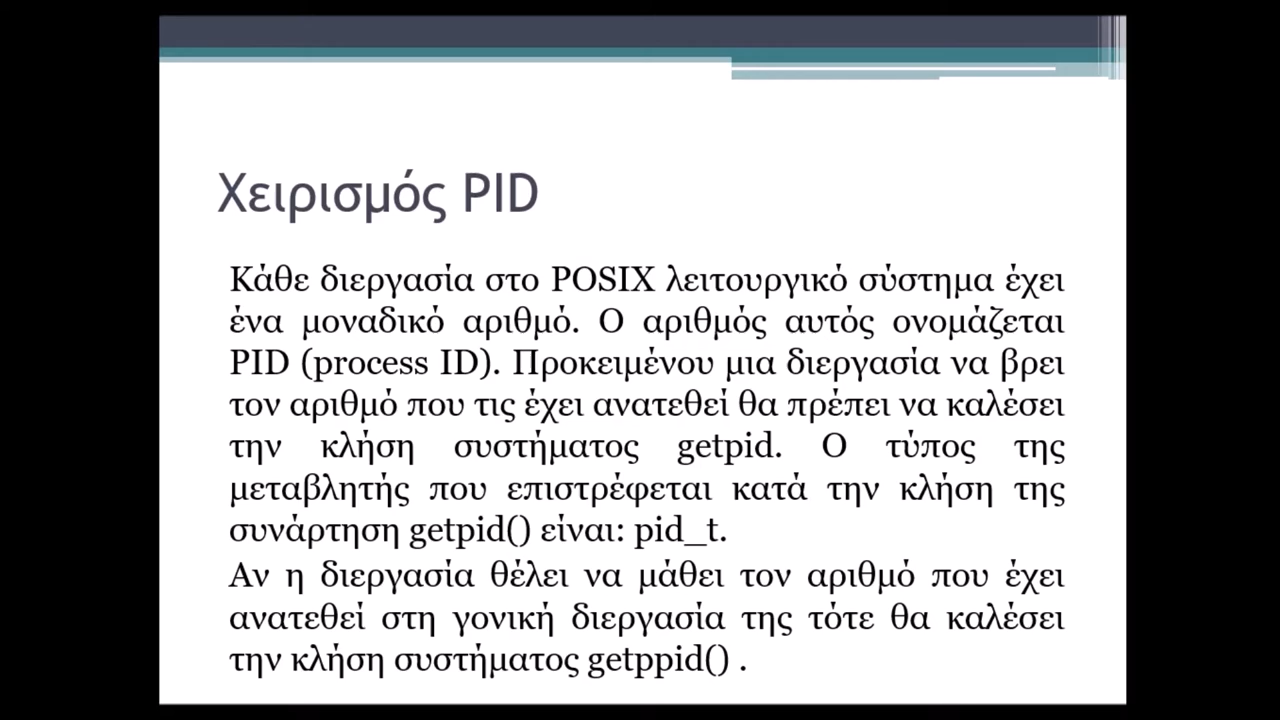 Χειρισμός PID
Κάθε διεργασία στο POSIX λειτουργικό σύστημα έχει
ένα μοναδικό αριθμό. Ο αριθμός αυτός ονομάζεται
PID (process ID). Προκειμένου μια διεργασία να βρει
τον αριθμό που τις έχει ανατεθεί θα πρέπει να καλέσει
την κλήση συστήματος getpid. Ο τύπος της
μεταβλητής που επιστρέφεται κατά την κλήση της
συνάρτηση getpid() είναι: pid_t.
Αν η διεργασία θέλει να μάθει τον αριθμό που έχει
ανατεθεί στη γονική διεργασία της τότε θα καλέσει
την κλήση συστήματος getppid() .